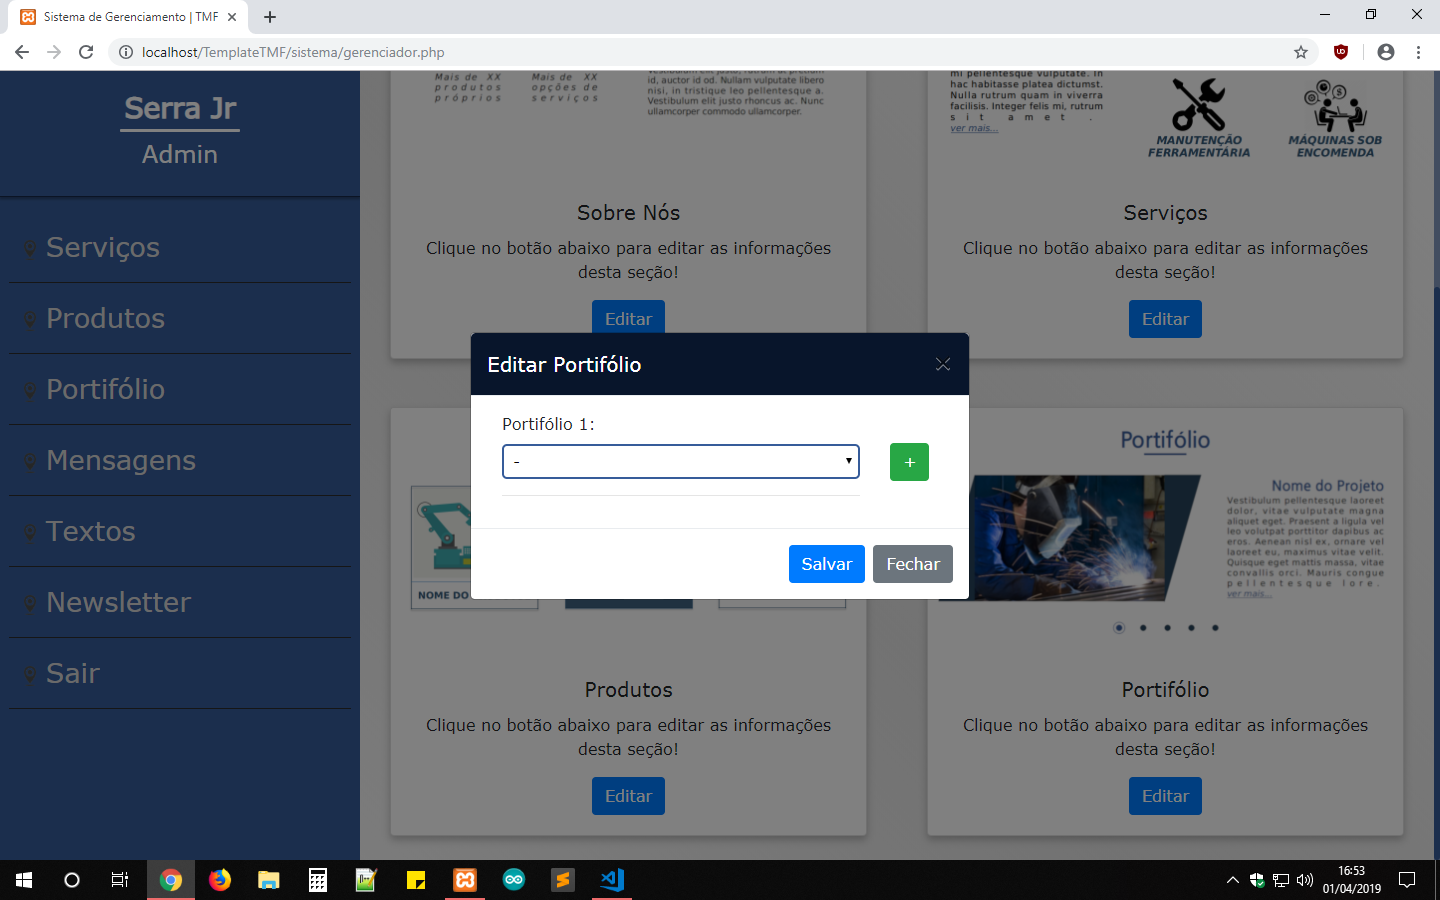 Sistema de Gerenciamento | TMF
localhost/TemplateTMF/sistema/gerenciador.php
Serra Jr
Admin
Serviços
Produtos
Portifólio
Mensagens
Textos
Newsletter
Sair
Mais de XX
produtos
próprios
Mais de XX
opções de
serviços
id, auctor id od. Nullam vulputate libero
nisi, in tristique leo pellentesque a.
Vestibulum elit justo rhoncus ac. Nunc
ullamcorper commodo ullamcorper.
Sobre Nós
Clique no botão abaixo para editar as informações
desta seção!
Editar
mi pellentesque vulputate. In
hac habitasse platea dictumst.
Nulla rutrum quam in viverra
facilisis. Integer felis mi, rutrum
sit amet .
ver mais...
MANUTENÇÃO
FERRAMENTÁRIA
MÁQUINAS SOB
ENCOMENDA
Serviços
Clique no botão abaixo para editar as informações
desta seção!
Editar
Editar Portifólio
Portifólio 1:
-
+
Salvar
Fechar
NOME DO
Produtos
Clique no botão abaixo para editar as informações
desta seção!
Editar
Portifólio
Nome do Projeto
Vestibulum pellentesque laoreet
dolor, vitae vulputate magna
aliquet eget. Praesent a ligula vel
leo volutpat porttitor dapibus ac
eros. Aenean nisl ex, ornare vel
laoreet eu, maximus vitae velit.
Quisque eget mattis massa, vitae
convallis orci. Mauris congue
pellentesque lore.
ver mais...
Portifólio
Clique no botão abaixo para editar as informações
desta seção!
Editar
16:53
01/04/2019